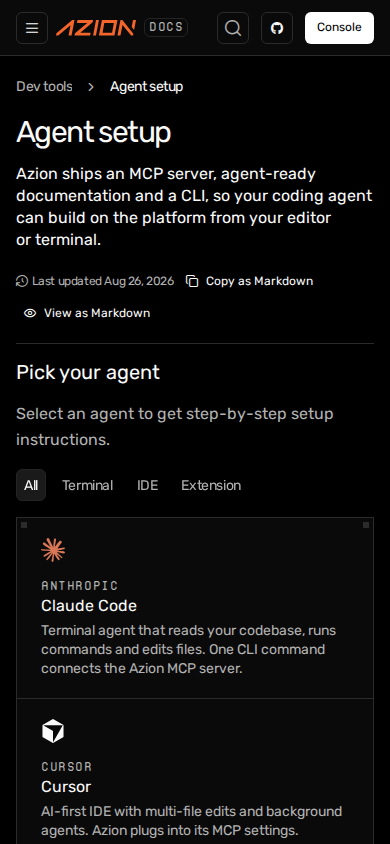 AZION DOCS Console
Dev tools > Agent setup
Agent setup
Azion ships an MCP server, agent-ready
documentation and a CLI, so your coding agent
can build on the platform from your editor
or terminal.
Last updated Aug 26, 2026 Copy as Markdown
View as Markdown
Pick your agent
Select an agent to get step-by-step setup
instructions.
All Terminal IDE Extension
ANTHROPIC
Claude Code
Terminal agent that reads your codebase, runs
commands and edits files. One CLI command
connects the Azion MCP server.
CURSOR
Cursor
AI-first IDE with multi-file edits and background
agents. Azion plugs into its MCP settings.